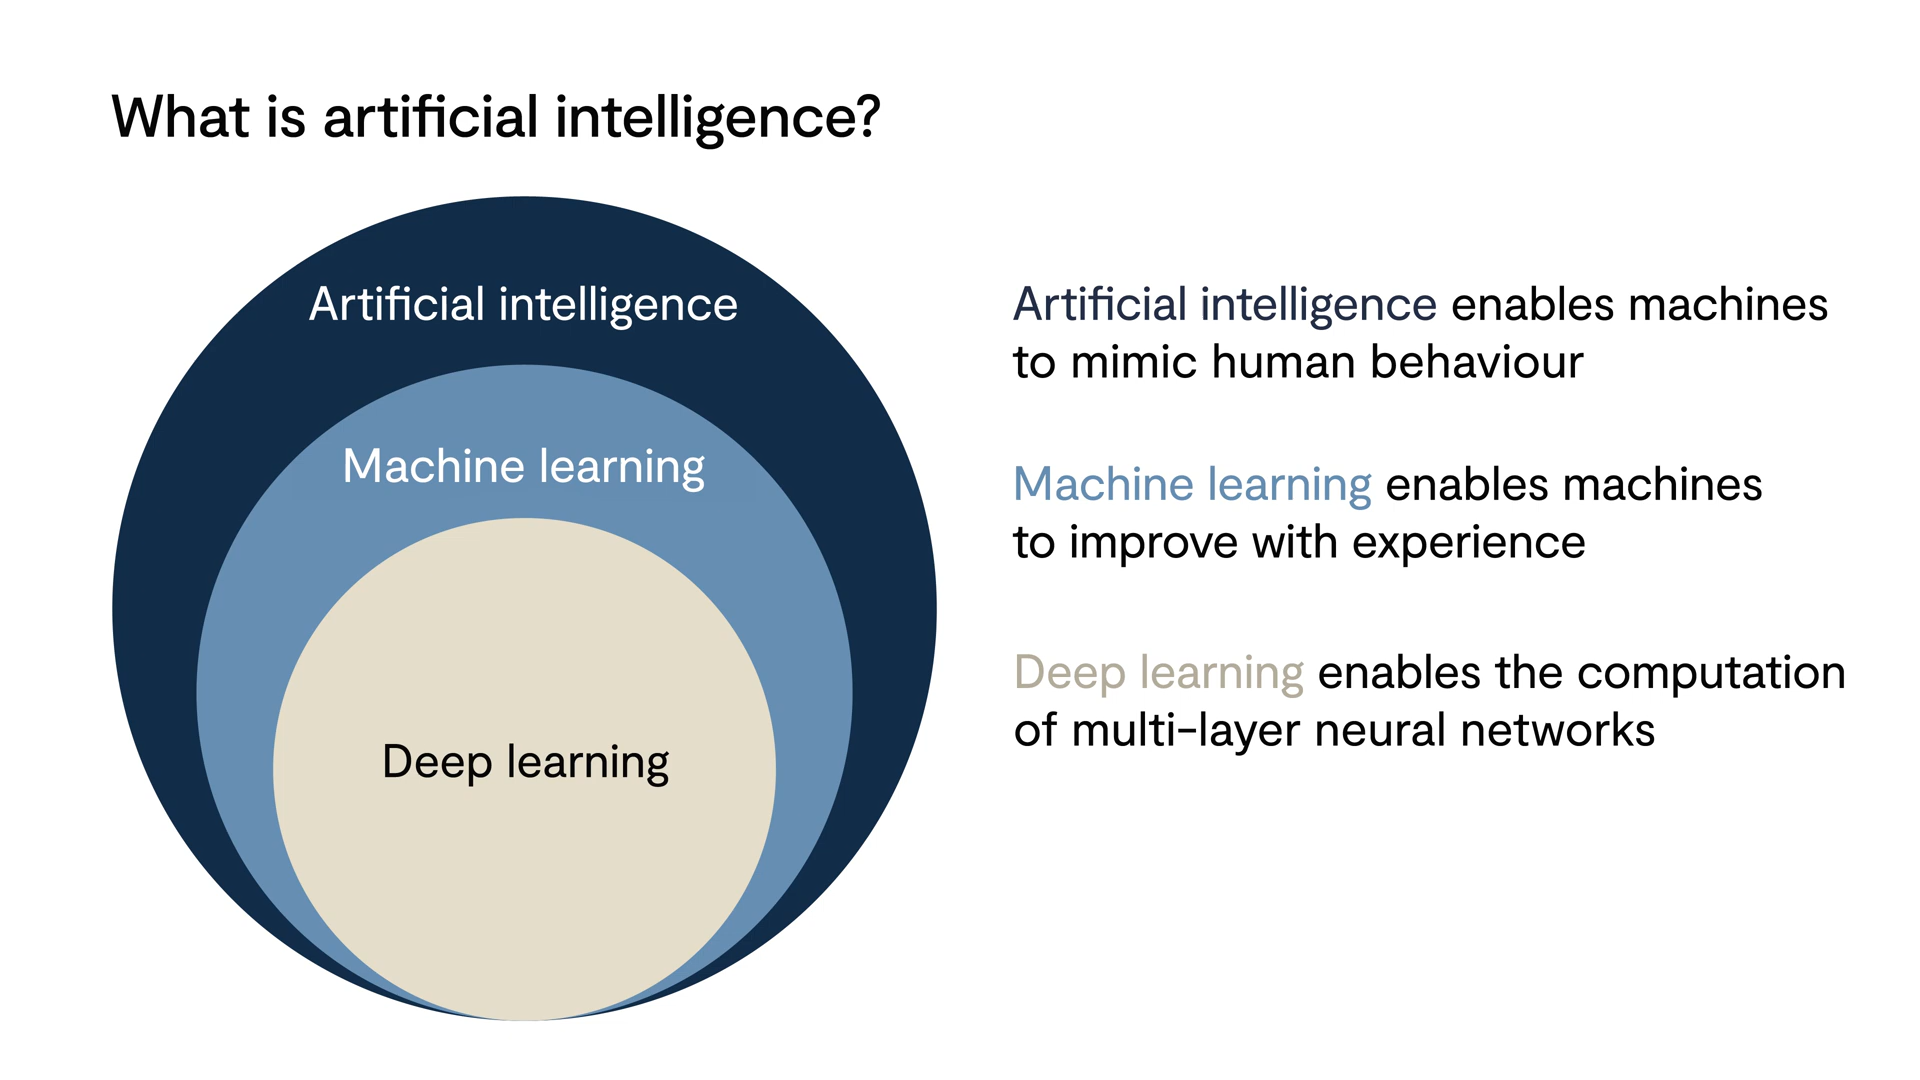 What is artificial intelligence?
Artificial intelligence
Machine learning
Deep learning
Artificial intelligence enables machines
to mimic human behaviour
Machine learning enables machines
to improve with experience
Deep learning enables the computation
of multi-layer neural networks